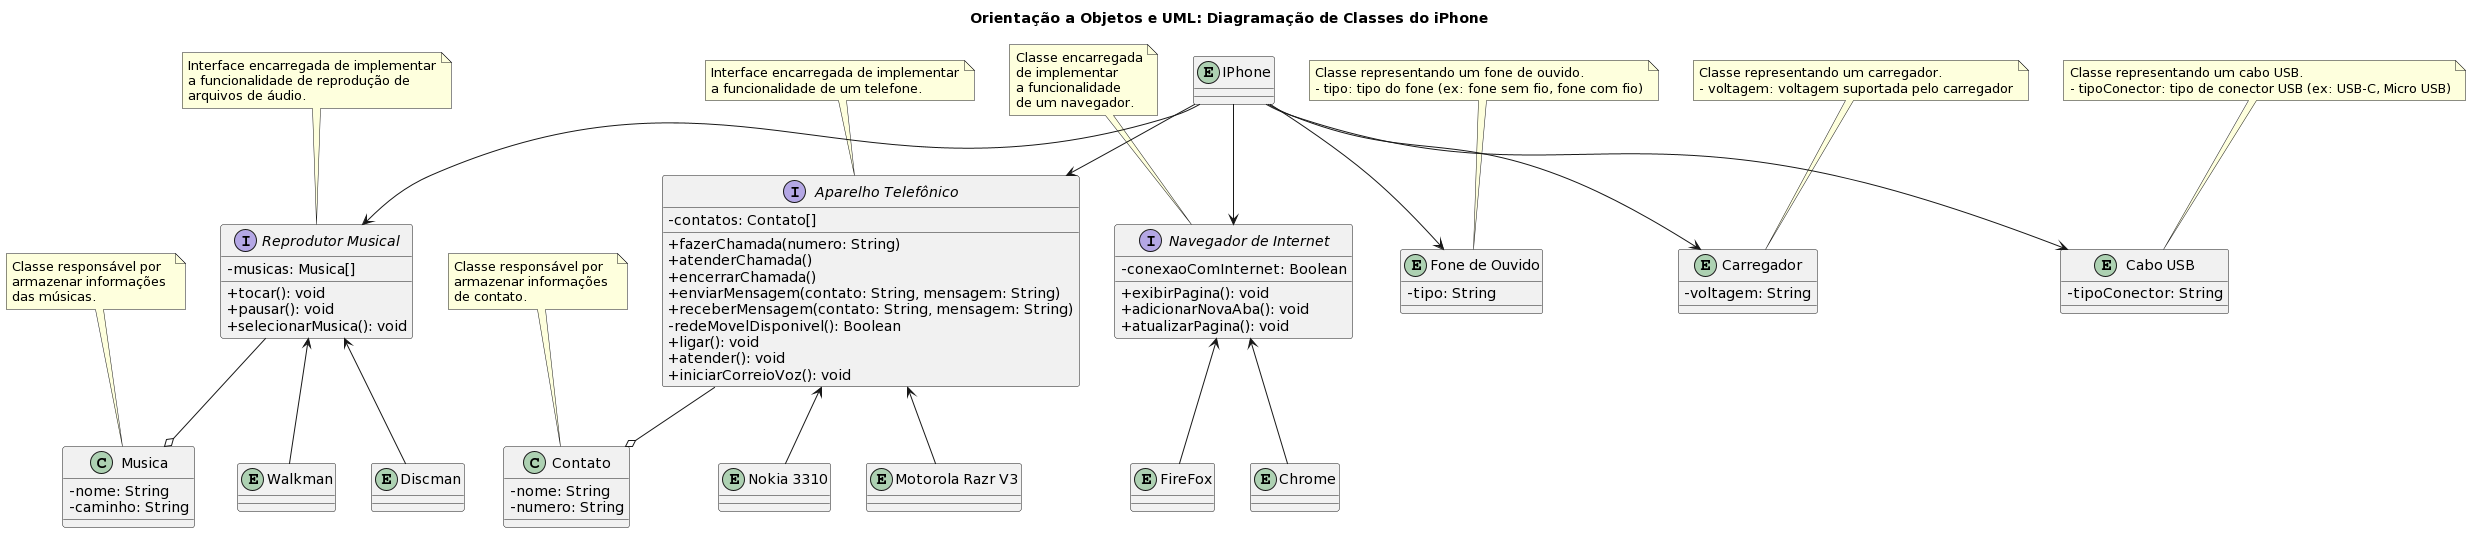 Orientação a Objetos e UML: Diagramação de Classes do iPhone
Interface encarregada de implementar
a funcionalidade de reprodução de
arquivos de áudio.
Interface encarregada de implementar
a funcionalidade de um telefone.
Classe encarregada
de implementar
a funcionalidade
de um navegador.
E IPhone
Classe representando um fone de ouvido.
- tipo: tipo do fone (ex: fone sem fio, fone com fio)
Classe representando um carregador.
- voltagem: voltagem suportada pelo carregador
Classe representando um cabo USB.
- tipoConector: tipo de conector USB (ex: USB-C, Micro USB)
Classe responsável por
armazenar informações
das músicas.
I Reprodutor Musical
-musicas: Musica[]
+tocar(): void
+pausar(): void
+selecionarMusica(): void
Classe responsável por
armazenar informações
de contato.
I Aparelho Telefônico
-contatos: Contato[]
+fazerChamada(numero: String)
+atenderChamada()
+encerrarChamada()
+enviarMensagem(contato: String, mensagem: String)
+receberMensagem(contato: String, mensagem: String)
-redeMovelDisponivel(): Boolean
+ligar(): void
+atender(): void
+iniciarCorreioVoz(): void
I Navegador de Internet
-conexaoComInternet: Boolean
+exibirPagina(): void
+adicionarNovaAba(): void
+atualizarPagina(): void
E Fone de Ouvido
-tipo: String
E Carregador
-voltagem: String
E Cabo USB
-tipoConector: String
C Musica
-nome: String
-caminho: String
E Walkman
E Discman
C Contato
-nome: String
-numero: String
E Nokia 3310
E Motorola Razr V3
E FireFox
E Chrome